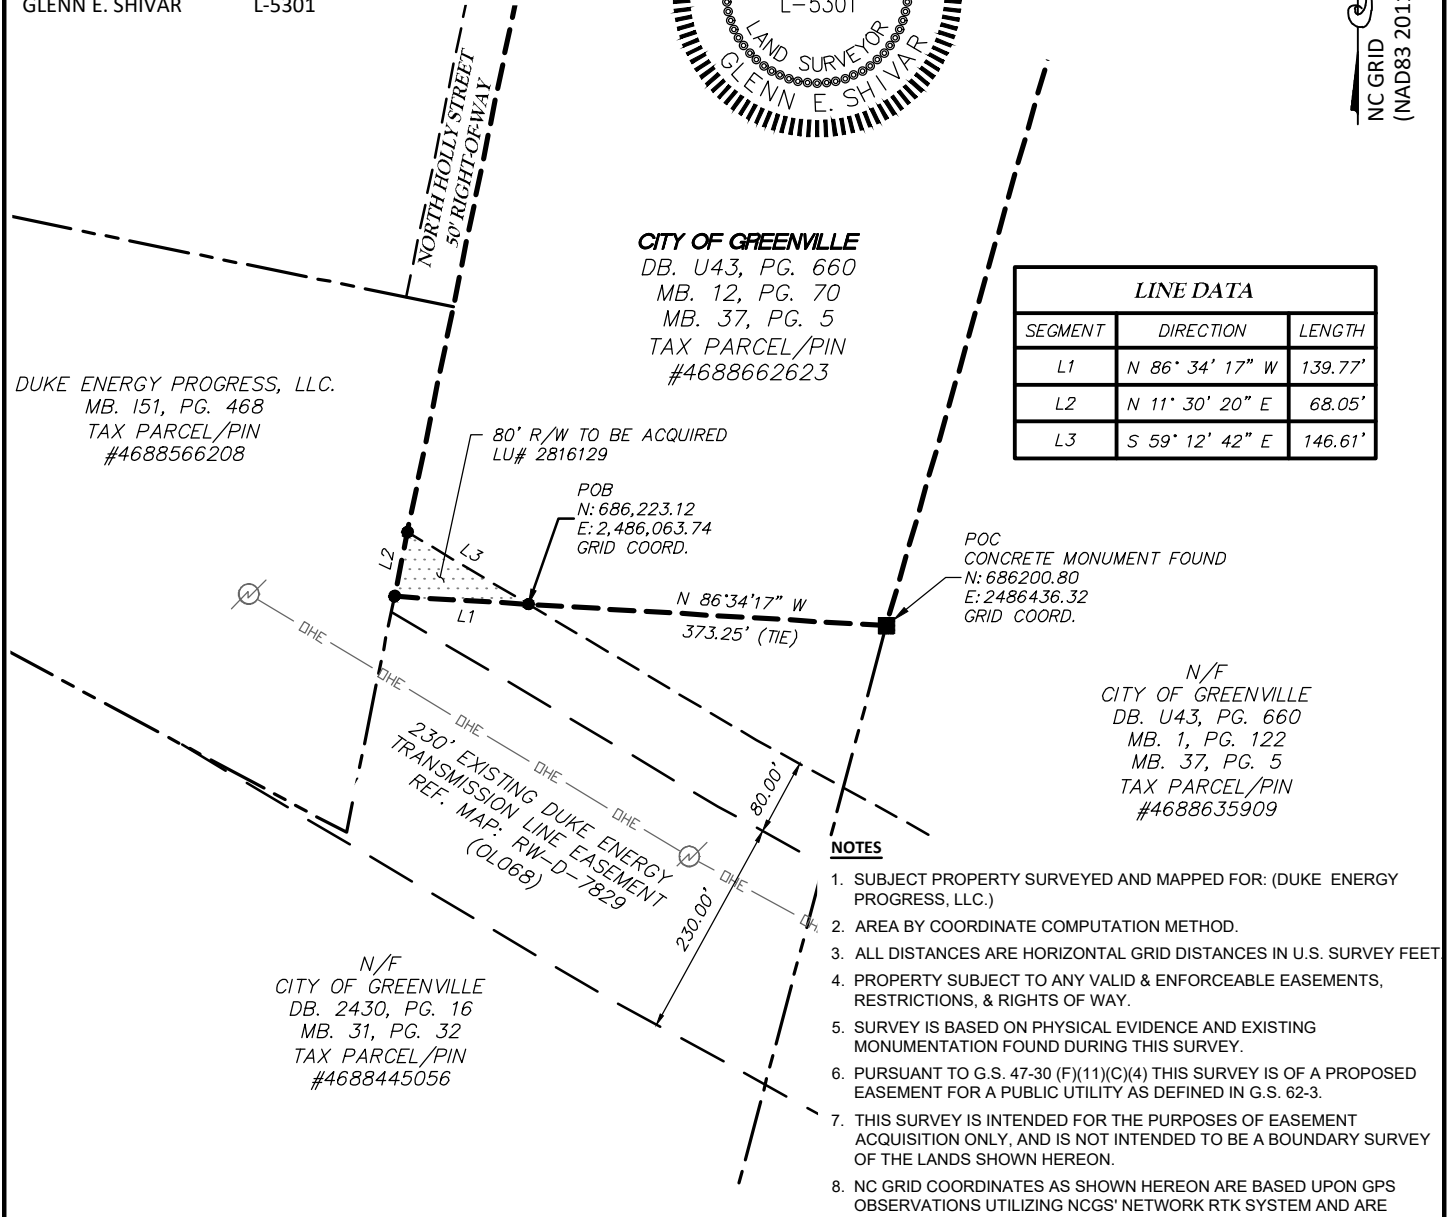 GLENN E. SHIVAR L-5301
L-5301
LAND SURVEYOR
GLENN E. SHIVAR
NC GRID
NORTH HOLLY STREET
50' RIGHT-OF-WAY
CITY OF GREENVILLE
DB. U43, PG. 660
MB. 12, PG. 70
MB. 37, PG. 5
TAX PARCEL/PIN
#4688662623
LINE DATA
SEGMENT DIRECTION LENGTH
L1 N 86° 34' 17" W 139.77'
L2 N 11° 30' 20" E 68.05'
L3 S 59° 12' 42" E 146.61'
DUKE ENERGY PROGRESS, LLC.
MB. I51, PG. 468
TAX PARCEL/PIN
#4688566208
80' R/W TO BE ACQUIRED
LU# 2816129
POB
N: 686,223.12
E: 2,486,063.74
GRID COORD.
POC
CONCRETE MONUMENT FOUND
N: 686200.80
E: 2486436.32
GRID COORD.
L2
L3
L1
N 86°34'17" W
373.25' (TIE)
OHE
OHE
OHE
OHE
OHE
OHE
230' EXISTING DUKE ENERGY
TRANSMISSION LINE EASEMENT
REF. MAP: RW-D-7829
(OL068)
80.00'
230.00'
N/F
CITY OF GREENVILLE
DB. U43, PG. 660
MB. 1, PG. 122
MB. 37, PG. 5
TAX PARCEL/PIN
#4688635909
N/F
CITY OF GREENVILLE
DB. 2430, PG. 16
MB. 31, PG. 32
TAX PARCEL/PIN
#4688445056
NOTES
1. SUBJECT PROPERTY SURVEYED AND MAPPED FOR: (DUKE ENERGY
PROGRESS, LLC.)
2. AREA BY COORDINATE COMPUTATION METHOD.
3. ALL DISTANCES ARE HORIZONTAL GRID DISTANCES IN U.S. SURVEY FEET.
4. PROPERTY SUBJECT TO ANY VALID & ENFORCEABLE EASEMENTS,
RESTRICTIONS, & RIGHTS OF WAY.
5. SURVEY IS BASED ON PHYSICAL EVIDENCE AND EXISTING
MONUMENTATION FOUND DURING THIS SURVEY.
6. PURSUANT TO G.S. 47-30 (F)(11)(C)(4) THIS SURVEY IS OF A PROPOSED
EASEMENT FOR A PUBLIC UTILITY AS DEFINED IN G.S. 62-3.
7. THIS SURVEY IS INTENDED FOR THE PURPOSES OF EASEMENT
ACQUISITION ONLY, AND IS NOT INTENDED TO BE A BOUNDARY SURVEY
OF THE LANDS SHOWN HEREON.
8. NC GRID COORDINATES AS SHOWN HEREON ARE BASED UPON GPS
OBSERVATIONS UTILIZING NCGS' NETWORK RTK SYSTEM AND ARE